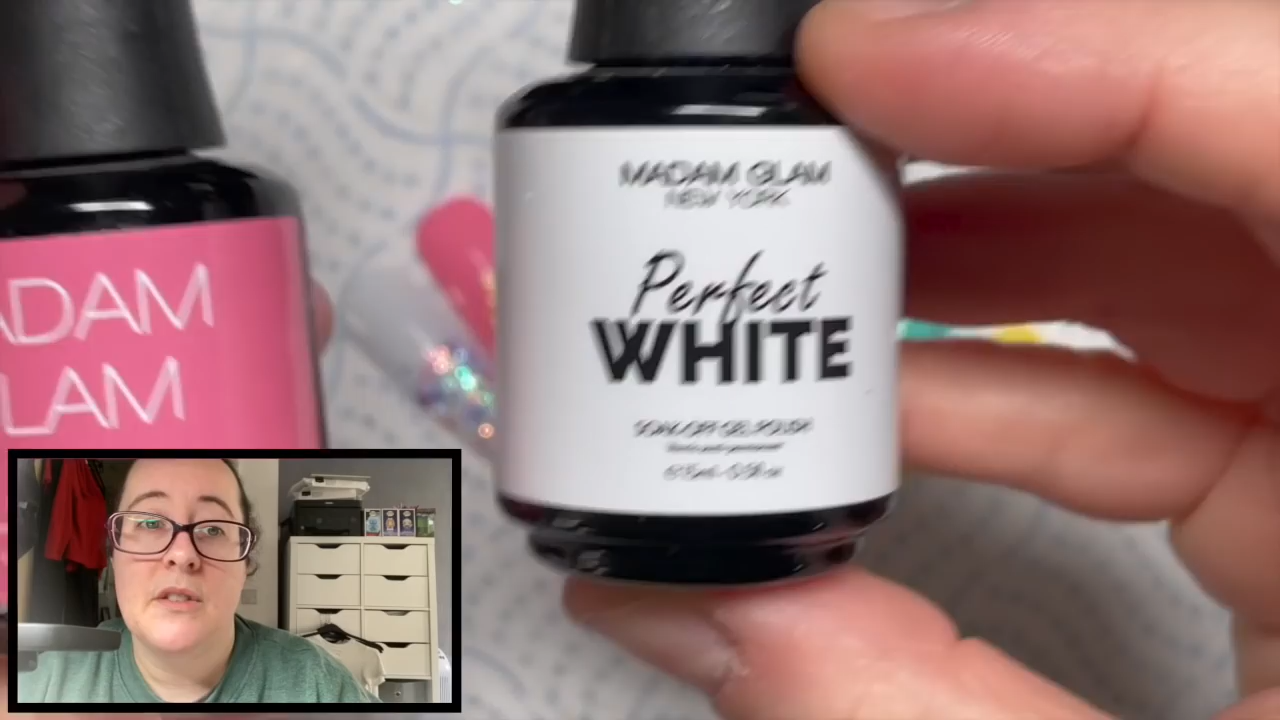 MADAM GLAM
NEW YORK
Perfect
WHITE
SOAK-OFF GEL POLISH
ADAM
LAM